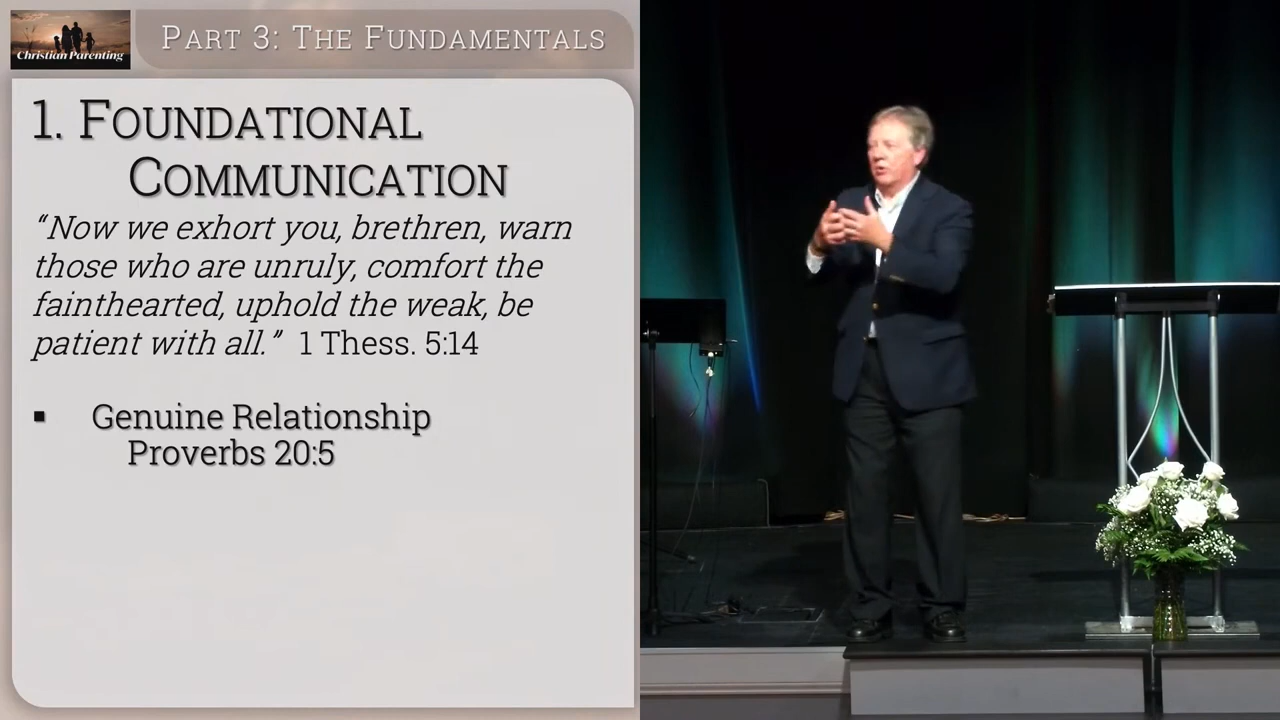 Christian Parenting
Part 3: The Fundamentals
1. Foundational
Communication
“Now we exhort you, brethren, warn
those who are unruly, comfort the
fainthearted, uphold the weak, be
patient with all.” 1 Thess. 5:14
▪ Genuine Relationship
Proverbs 20:5